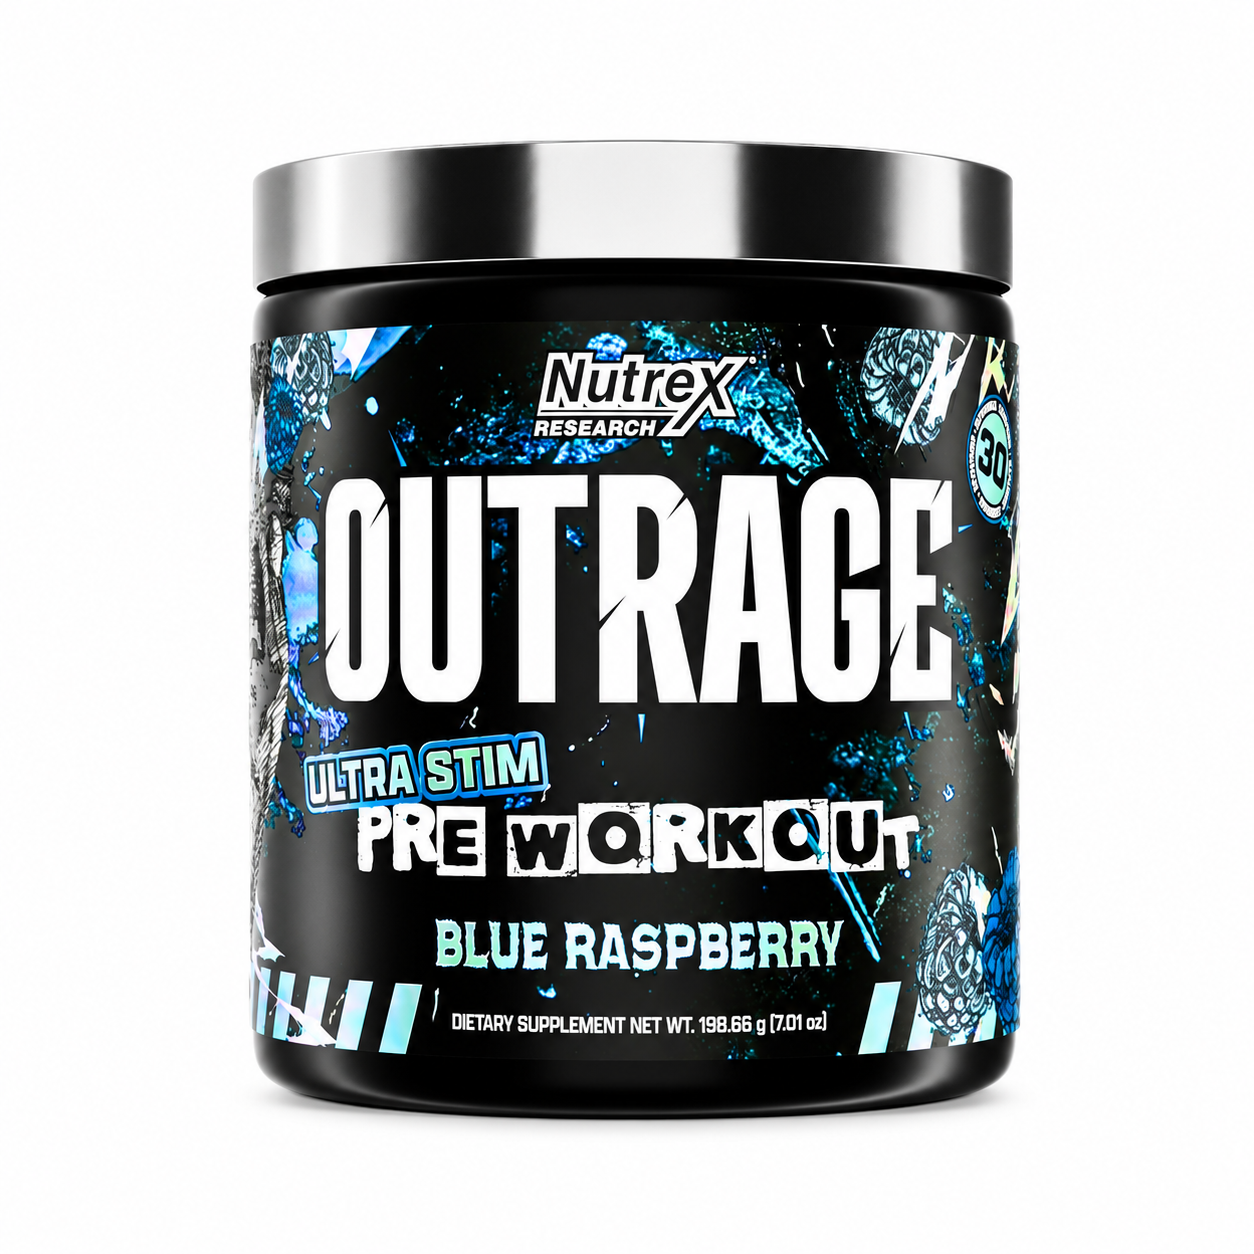 Nutrex®
RESEARCH
30
OUTRAGE
ULTRA STIM
PRE WORKOUT
BLUE RASPBERRY
DIETARY SUPPLEMENT NET WT. 198.66 g (7.01 oz)